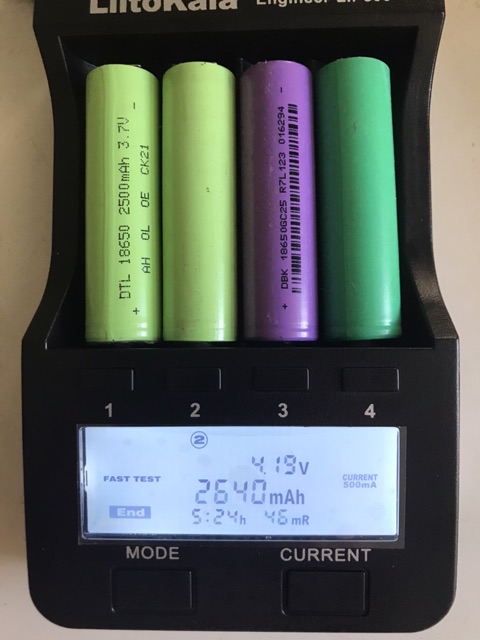 LiitoKala Engineer
DTL 18650 2500mAh 3.7V -
+ AH OL OE CK21
+ DBK 18650GC25 R7L123 016294 -
1 2 3 4
2
4.19v
FAST TEST
2640mAh
CURRENT
500mA
End
5:24h 46mR
MODE CURRENT